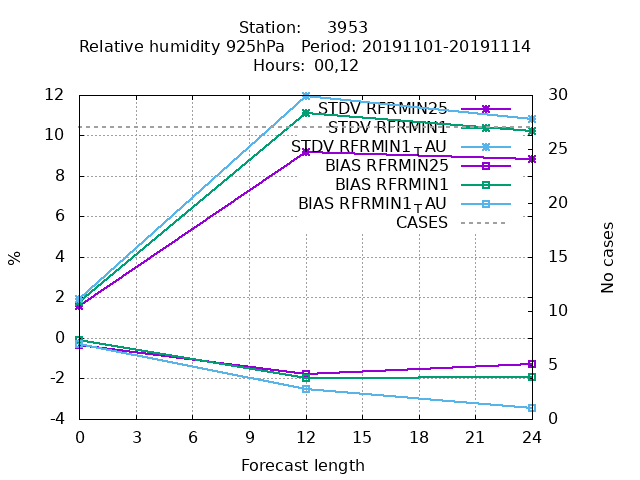 Station: 3953
Relative humidity 925hPa Period: 20191101-20191114
Hours: 00,12
12
10
8
6
4
2
0
-2
-4
%
30
25
20
15
10
5
0
No cases
STDV RFRMIN25
STDV RFRMIN1
STDV RFRMIN1_TAU
BIAS RFRMIN25
BIAS RFRMIN1
BIAS RFRMIN1_TAU
CASES
0 3 6 9 12 15 18 21 24
Forecast length